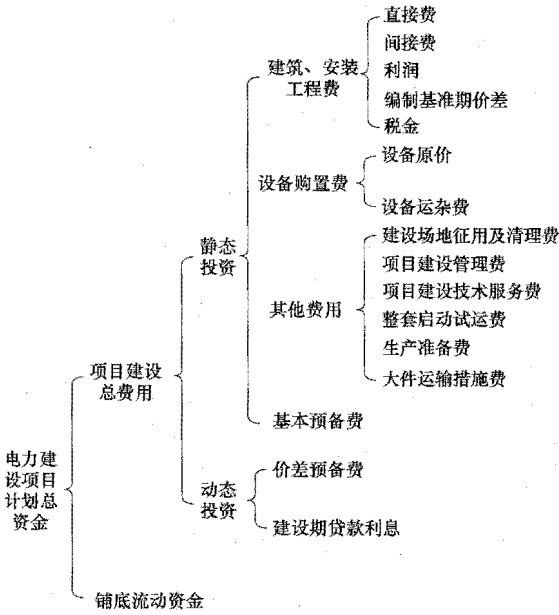 直接费
间接费
利润
编制基准期价差
税金
建筑、安装
工程费
设备原价
设备运杂费
设备购置费
建设场地征用及清理费
项目建设管理费
项目建设技术服务费
整套启动试运费
生产准备费
大件运输措施费
其他费用
基本预备费
静态
投资
价差预备费
建设期贷款利息
动态
投资
项目建设
总费用
铺底流动资金
电力建
设项目
计划总
资金